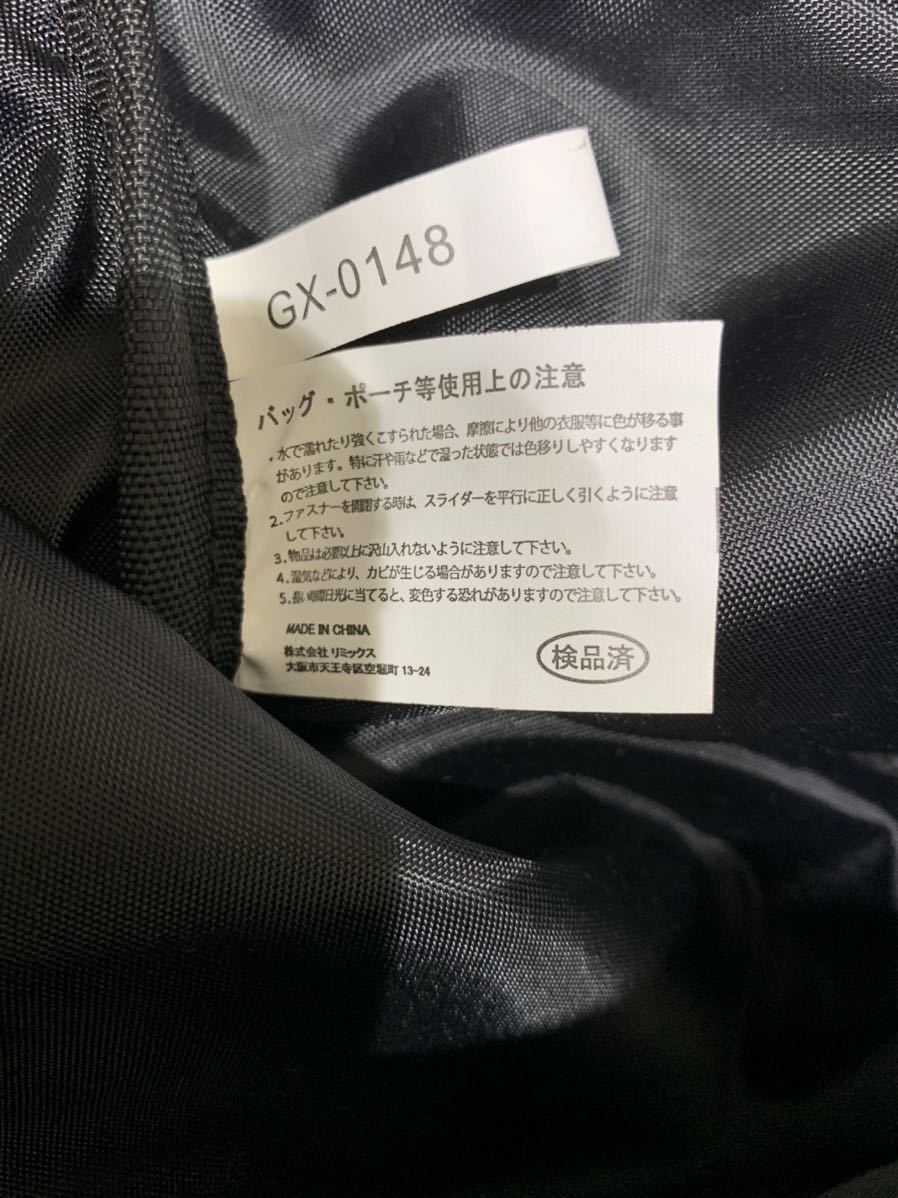 GX-0148
バッグ・ポーチ等使用上の注意
.水で濡れたり強くこすられた場合、摩擦により他の衣服等に色が移る事
があります。特に汗や雨などで湿った状態では色移りしやすくなります
ので注意して下さい。
2.ファスナーを開閉する時は、スライダーを平行に正しく引くように注意
して下さい。
3.物品は必要以上に沢山入れないように注意して下さい。
4.湿気などにより、カビが生じる場合がありますので注意して下さい。
5.長い時間日光に当てると、変色する恐れがありますので注意して下さい。
MADE IN CHINA
株式会社 リミックス
大阪市天王寺区空堀町 13-24
検品済